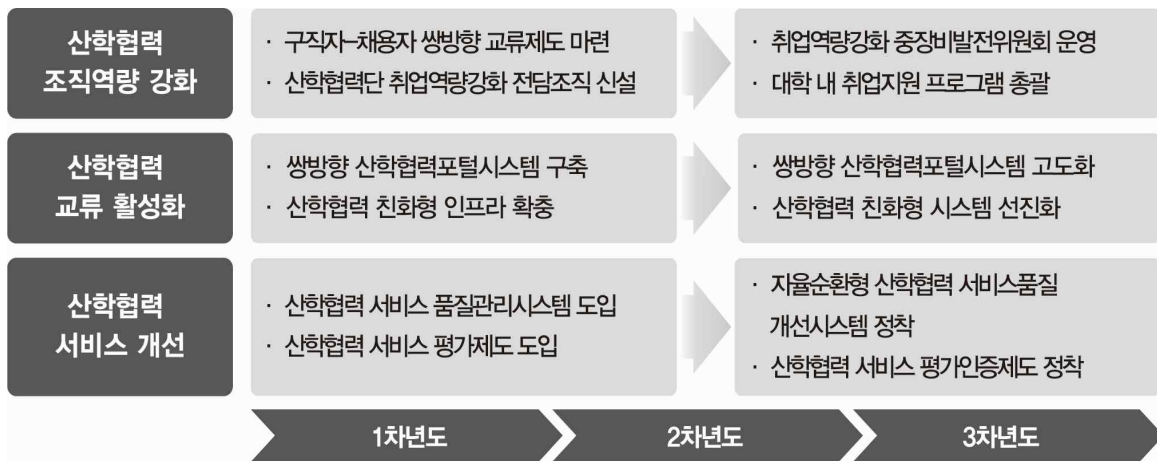 산학협력
조직역량 강화
· 구직자-채용자 쌍방향 교류제도 마련
· 산학협력단 취업역량강화 전담조직 신설
· 취업역량강화 중장비발전위원회 운영
· 대학 내 취업지원 프로그램 총괄
산학협력
교류 활성화
· 쌍방향 산학협력포털시스템 구축
· 산학협력 친화형 인프라 확충
· 쌍방향 산학협력포털시스템 고도화
· 산학협력 친화형 시스템 선진화
산학협력
서비스 개선
· 산학협력 서비스 품질관리시스템 도입
· 산학협력 서비스 평가제도 도입
· 자율순환형 산학협력 서비스품질
개선시스템 정착
· 산학협력 서비스 평가인증제도 정착
1차년도
2차년도
3차년도